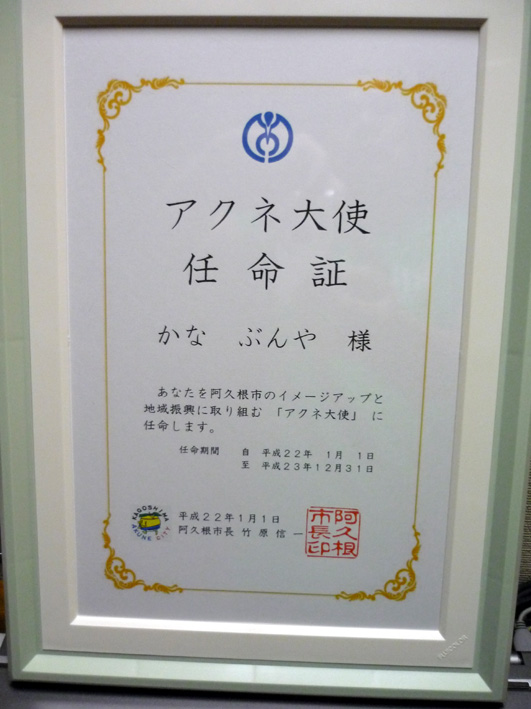 アクネ大使
任命証
かな ぶんや 様
あなたを阿久根市のイメージアップと
地域振興に取り組む 「アクネ大使」 に
任命します。
任命期間 自 平成22年 1月 1日
至 平成23年12月31日
KAGOSHIMA
AKUNE CITY
平成22年1月1日
阿久根市長 竹原信一
阿久根
市長印